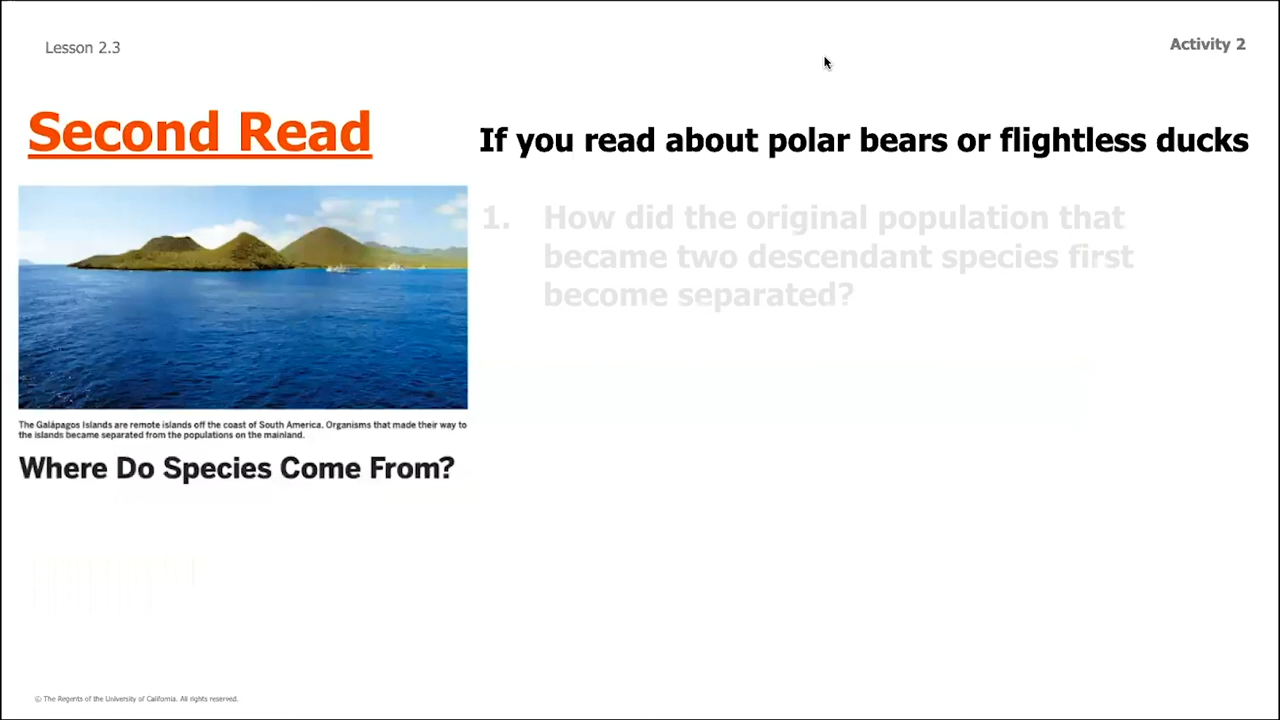 Lesson 2.3
Activity 2
Second Read
If you read about polar bears or flightless ducks
1. How did the original population that
became two descendant species first
become separated?
The Galápagos Islands are remote islands off the coast of South America. Organisms that made their way to
the islands became separated from the populations on the mainland.
Where Do Species Come From?
© The Regents of the University of California. All rights reserved.